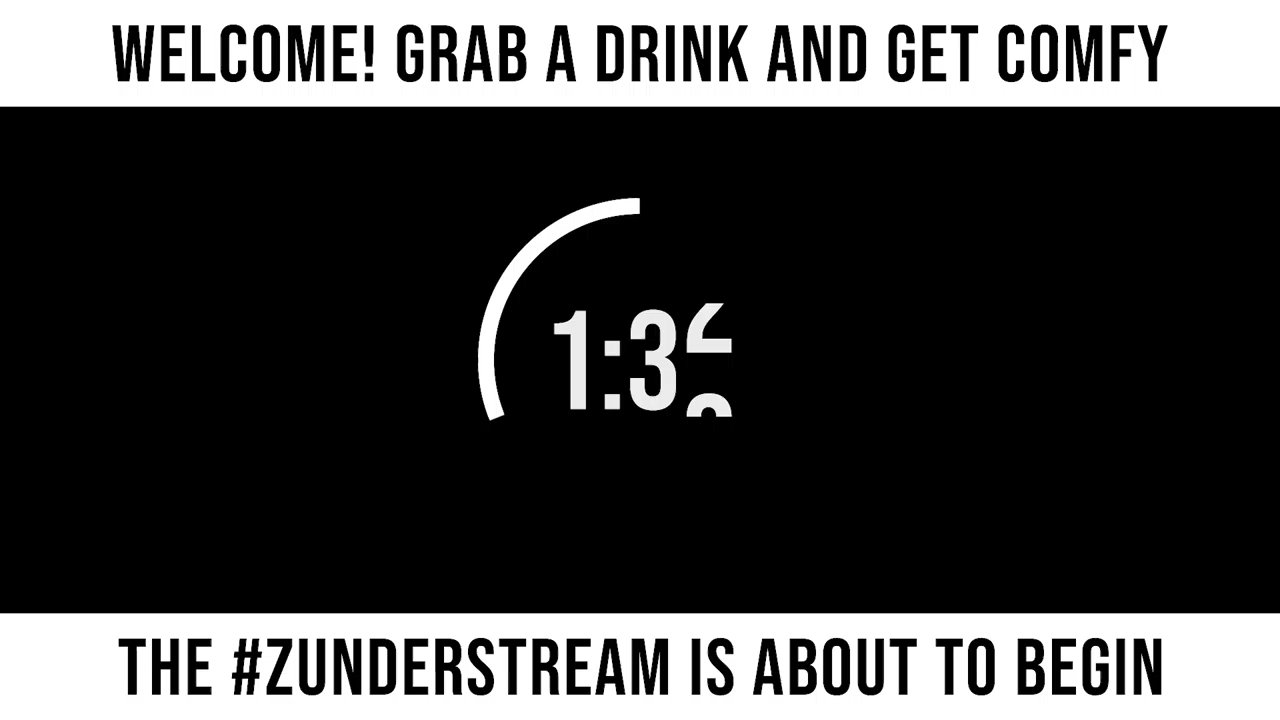 WELCOME! GRAB A DRINK AND GET COMFY
1:3
THE #ZUNDERSTREAM IS ABOUT TO BEGIN